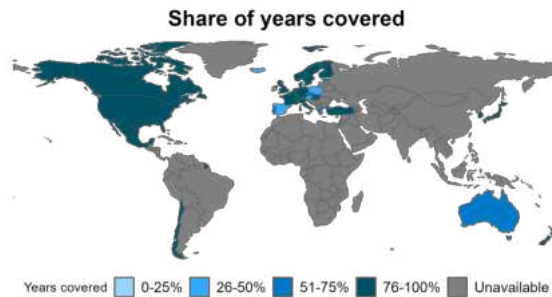 Share of years covered
Years covered 0-25% 26-50% 51-75% 76-100% Unavailable